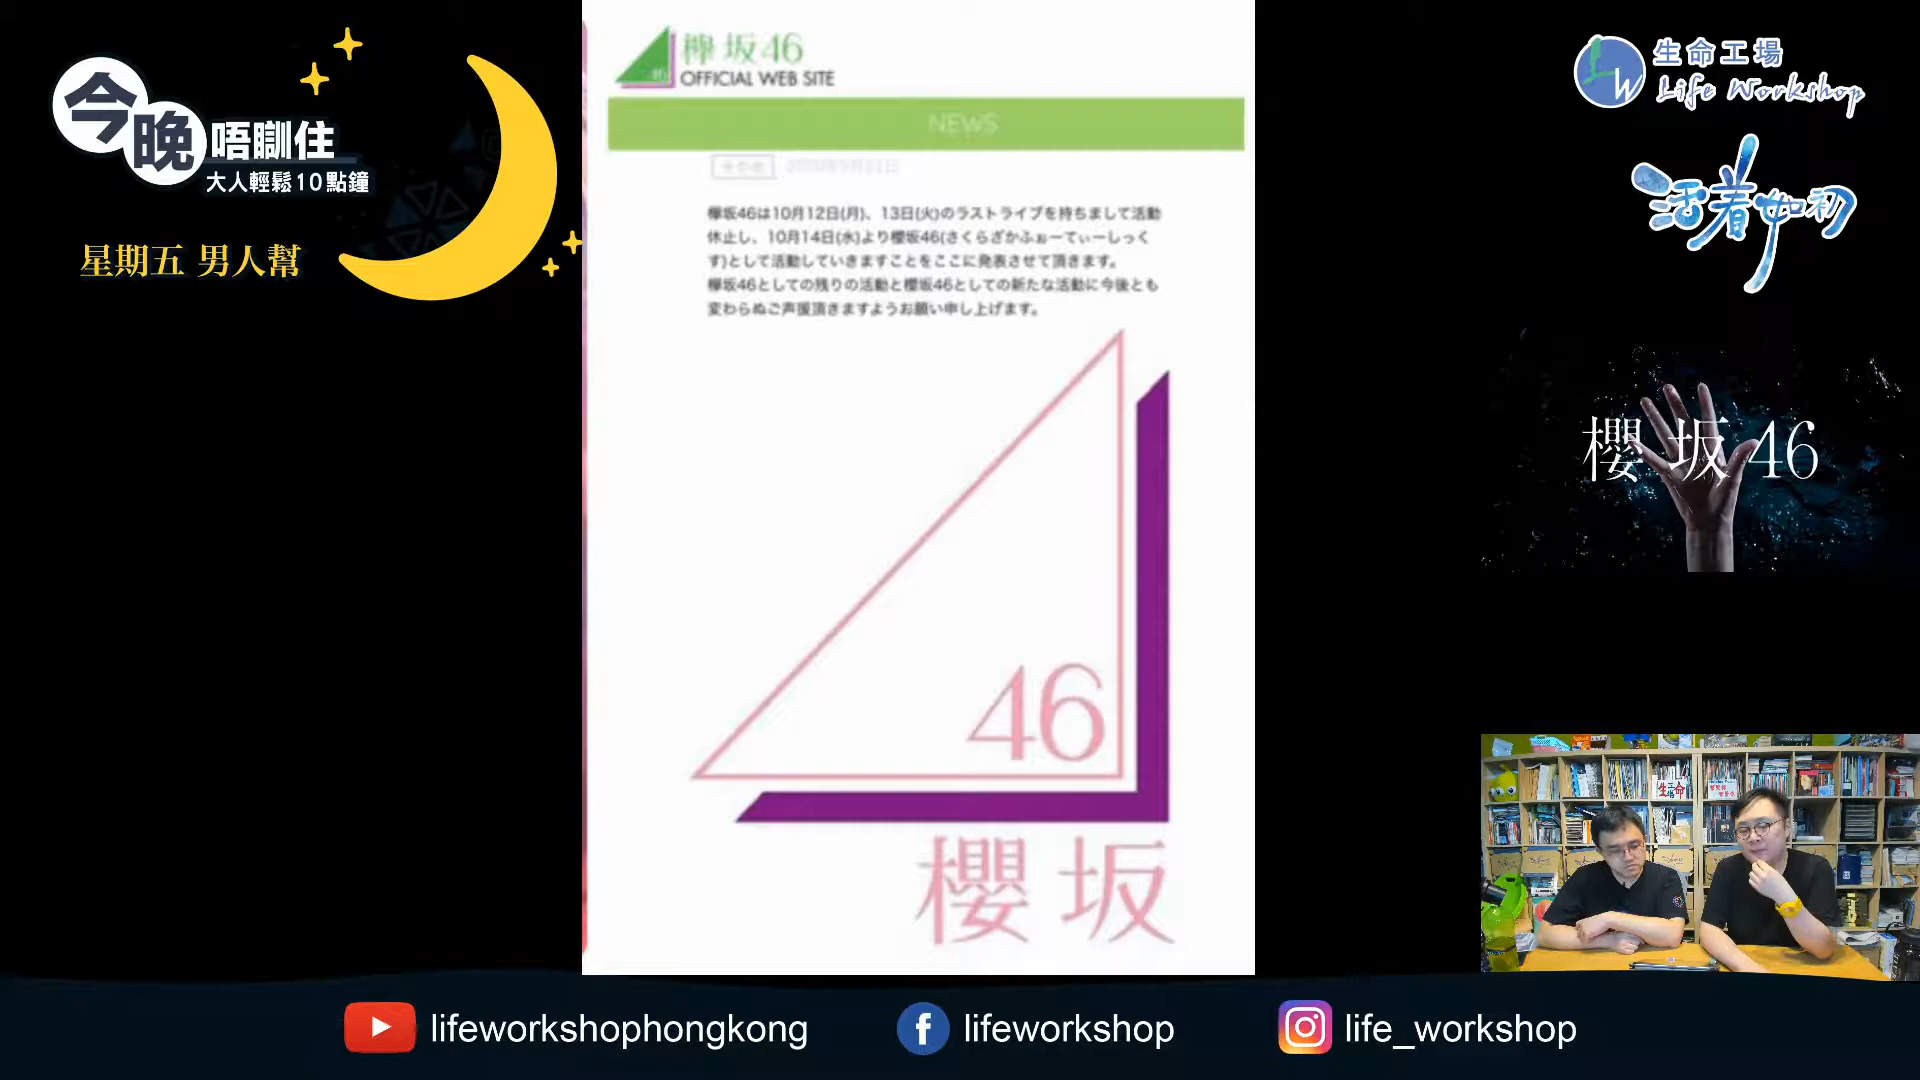 今晚唔瞓住
大人輕鬆10點鐘
星期五 男人幫
欅坂46
OFFICIAL WEB SITE
NEWS
欅坂46は10月12日(月)、13日(火)のラストライブを持ちまして活動
休止し、10月14日(水)より櫻坂46(さくらざかふぉーてぃーしっく
す)として活動していきますことをここに発表させて頂きます。
欅坂46としての残りの活動と櫻坂46としての新たな活動に今後とも
変わらぬご声援頂きますようお願い申し上げます。
46
櫻坂
生命工場
Life Workshop
活着如初
櫻坂46
lifeworkshophongkong
lifeworkshop
life_workshop